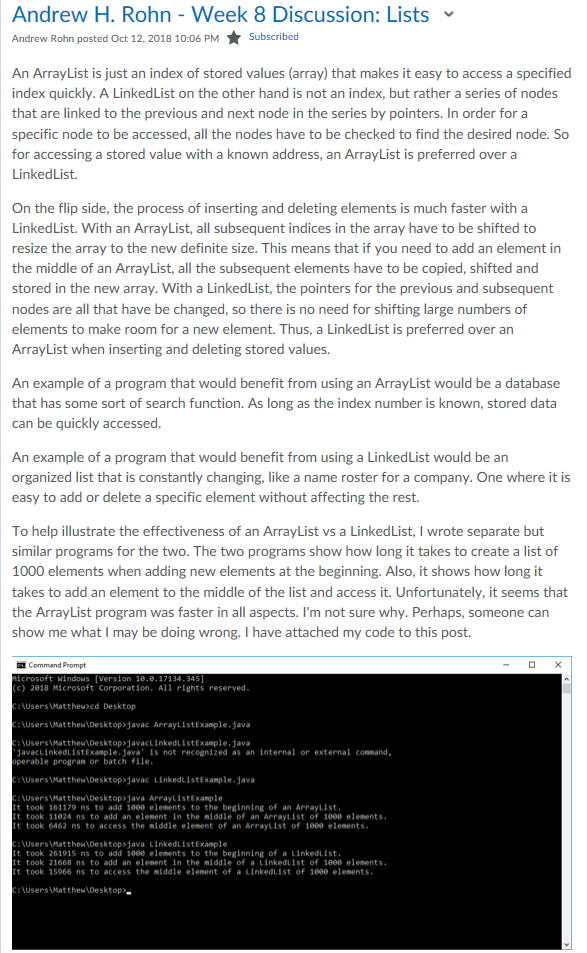 Andrew H. Rohn - Week 8 Discussion: Lists
Andrew Rohn posted Oct 12, 2018 10:06 PM ★ Subscribed
An ArrayList is just an index of stored values (array) that makes it easy to access a specified
index quickly. A LinkedList on the other hand is not an index, but rather a series of nodes
that are linked to the previous and next node in the series by pointers. In order for a
specific node to be accessed, all the nodes have to be checked to find the desired node. So
for accessing a stored value with a known address, an ArrayList is preferred over a
LinkedList.
On the flip side, the process of inserting and deleting elements is much faster with a
LinkedList. With an ArrayList, all subsequent indices in the array have to be shifted to
resize the array to the new definite size. This means that if you need to add an element in
the middle of an ArrayList, all the subsequent elements have to be copied, shifted and
stored in the new array. With a LinkedList, the pointers for the previous and subsequent
nodes are all that have be changed, so there is no need for shifting large numbers of
elements to make room for a new element. Thus, a LinkedList is preferred over an
ArrayList when inserting and deleting stored values.
An example of a program that would benefit from using an ArrayList would be a database
that has some sort of search function. As long as the index number is known, stored data
can be quickly accessed.
An example of a program that would benefit from using a LinkedList would be an
organized list that is constantly changing, like a name roster for a company. One where it is
easy to add or delete a specific element without affecting the rest.
To help illustrate the effectiveness of an ArrayList vs a LinkedList, I wrote separate but
similar programs for the two. The two programs show how long it takes to create a list of
1000 elements when adding new elements at the beginning. Also, it shows how long it
takes to add an element to the middle of the list and access it. Unfortunately, it seems that
the ArrayList program was faster in all aspects. I'm not sure why. Perhaps, someone can
show me what I may be doing wrong. I have attached my code to this post.
Command Prompt
Microsoft Windows [Version 10.0.17134.345]
(c) 2018 Microsoft Corporation. All rights reserved.
C:\Users\Matthew>cd Desktop
C:\Users\Matthew\Desktop>javac ArrayListExample.java
C:\Users\Matthew\Desktop>javacLinkedListExample.java
'javacLinkedListExample.java' is not recognized as an internal or external command,
operable program or batch file.
C:\Users\Matthew\Desktop>javac LinkedListExample.java
C:\Users\Matthew\Desktop>java ArrayListExample
It took 161179 ns to add 1000 elements to the beginning of an ArrayList.
It took 11024 ns to add an element in the middle of an ArrayList of 1000 elements.
It took 6462 ns to access the middle element of an ArrayList of 1000 elements.
C:\Users\Matthew\Desktop>java LinkedListExample
It took 261915 ns to add 1000 elements to the beginning of a LinkedList.
It took 21668 ns to add an element in the middle of a LinkedList of 1000 elements.
It took 15966 ns to access the middle element of a LinkedList of 1000 elements.
C:\Users\Matthew\Desktop>_